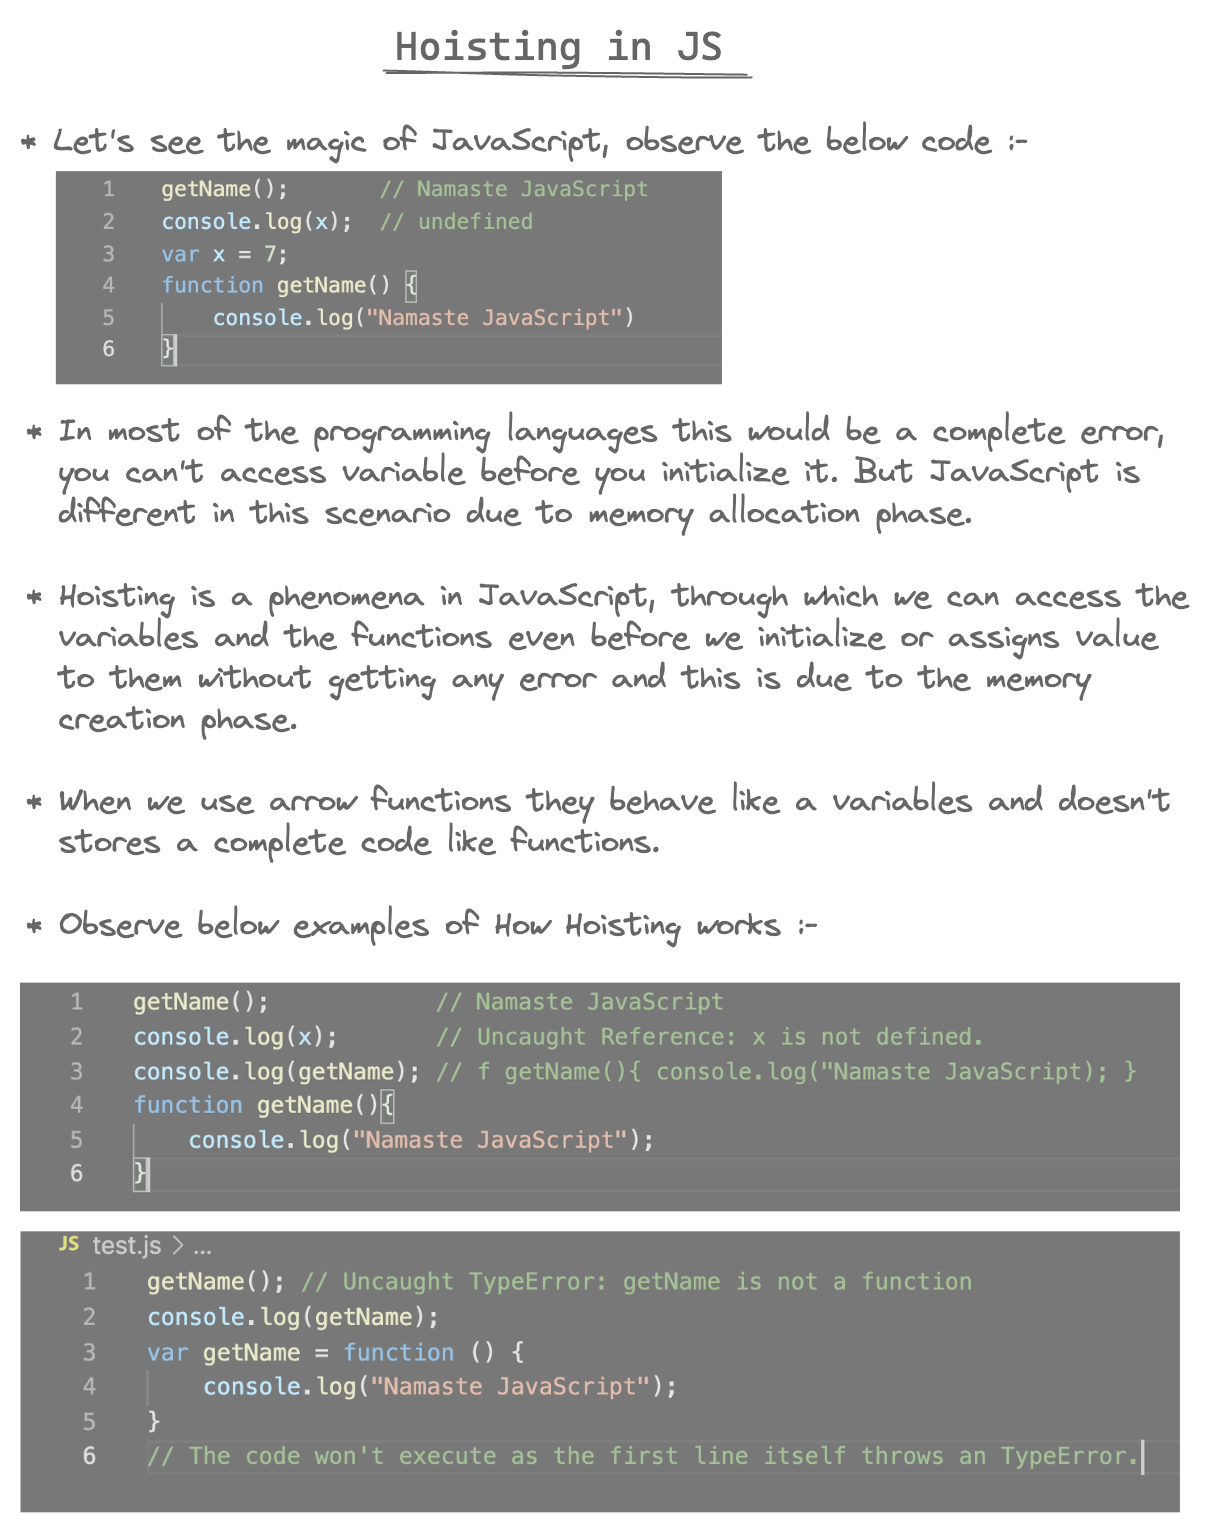 Hoisting in JS
* Let's see the magic of JavaScript, observe the below code :-
1 getName(); // Namaste JavaScript
2 console.log(x); // undefined
3 var x = 7;
4 function getName() {
5 console.log("Namaste JavaScript")
6 }
* In most of the programming languages this would be a complete error,
you can't access variable before you initialize it. But JavaScript is
different in this scenario due to memory allocation phase.
* Hoisting is a phenomena in JavaScript, through which we can access the
variables and the functions even before we initialize or assigns value
to them without getting any error and this is due to the memory
creation phase.
* When we use arrow functions they behave like a variables and doesn't
stores a complete code like functions.
* Observe below examples of How Hoisting works :-
1 getName(); // Namaste JavaScript
2 console.log(x); // Uncaught Reference: x is not defined.
3 console.log(getName); // f getName(){ console.log("Namaste JavaScript); }
4 function getName(){
5 console.log("Namaste JavaScript");
6 }
JS test.js > ...
1 getName(); // Uncaught TypeError: getName is not a function
2 console.log(getName);
3 var getName = function () {
4 console.log("Namaste JavaScript");
5 }
6 // The code won't execute as the first line itself throws an TypeError.